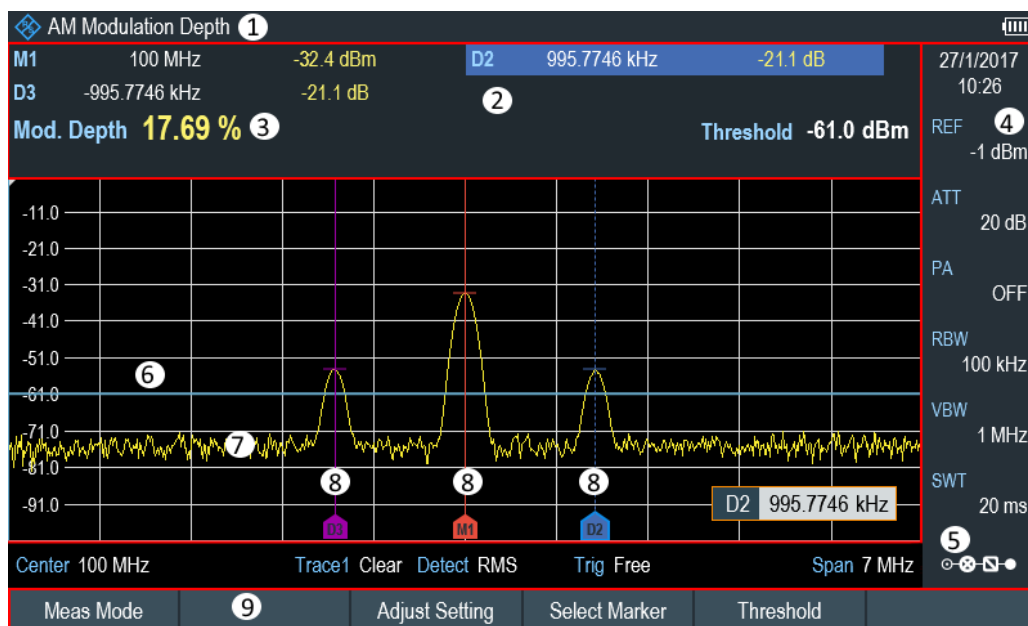 AM Modulation Depth 1
M1 100 MHz -32.4 dBm D2 995.7746 kHz -21.1 dB
D3 -995.7746 kHz -21.1 dB
2
Mod. Depth 17.69 % 3 Threshold -61.0 dBm
27/1/2017
10:26
REF 4
-1 dBm
ATT
20 dB
PA
OFF
RBW
100 kHz
VBW
1 MHz
SWT
20 ms
5
-11.0
-21.0
-31.0
-41.0
-51.0
6
-61.0
-71.0
7
-81.0
8 8 8
-91.0
D2 995.7746 kHz
D3 M1 D2
Center 100 MHz Trace1 Clear Detect RMS Trig Free Span 7 MHz
Meas Mode 9 Adjust Setting Select Marker Threshold